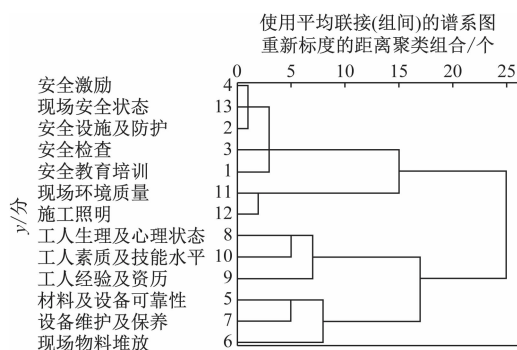 使用平均联接(组间)的谱系图
重新标度的距离聚类组合/个
0 5 10 15 20 25
安全激励 4
现场安全状态 13
安全设施及防护 2
安全检查 3
安全教育培训 1
现场环境质量 11
施工照明 12
工人生理及心理状态 8
工人素质及技能水平 10
工人经验及资历 9
材料及设备可靠性 5
设备维护及保养 7
现场物料堆放 6
y/分